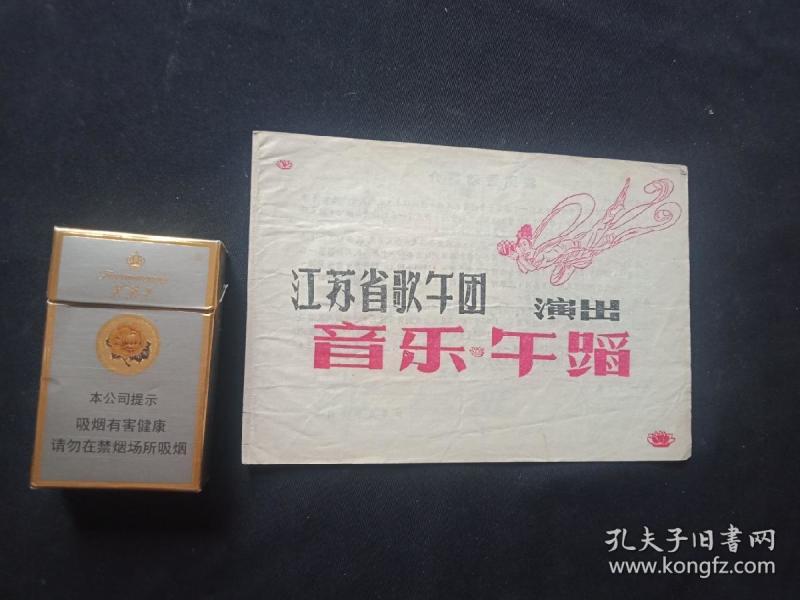 江苏省歌午团 演出
音乐·午蹈
本公司提示
吸烟有害健康
请勿在禁烟场所吸烟
孔夫子旧书网
www.kongfz.com